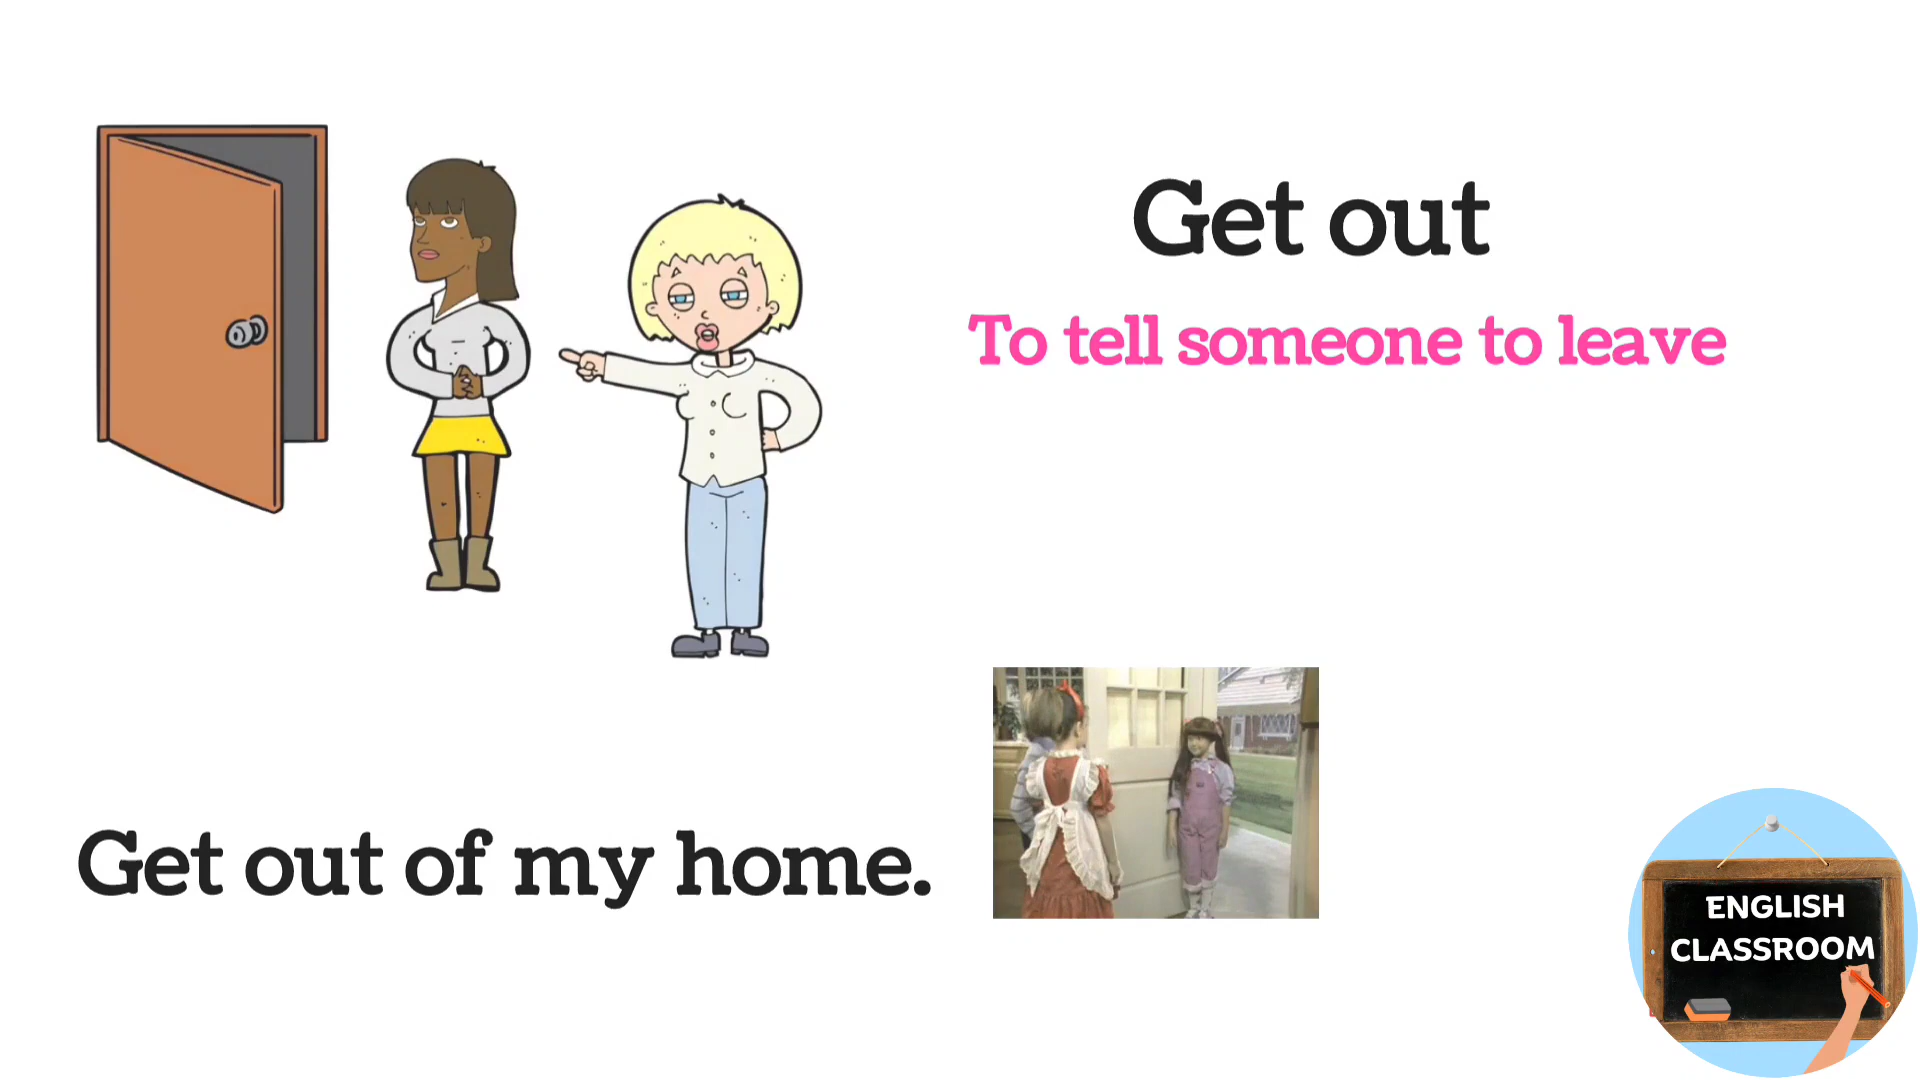 Get out
To tell someone to leave
Get out of my home.
ENGLISH
CLASSROOM